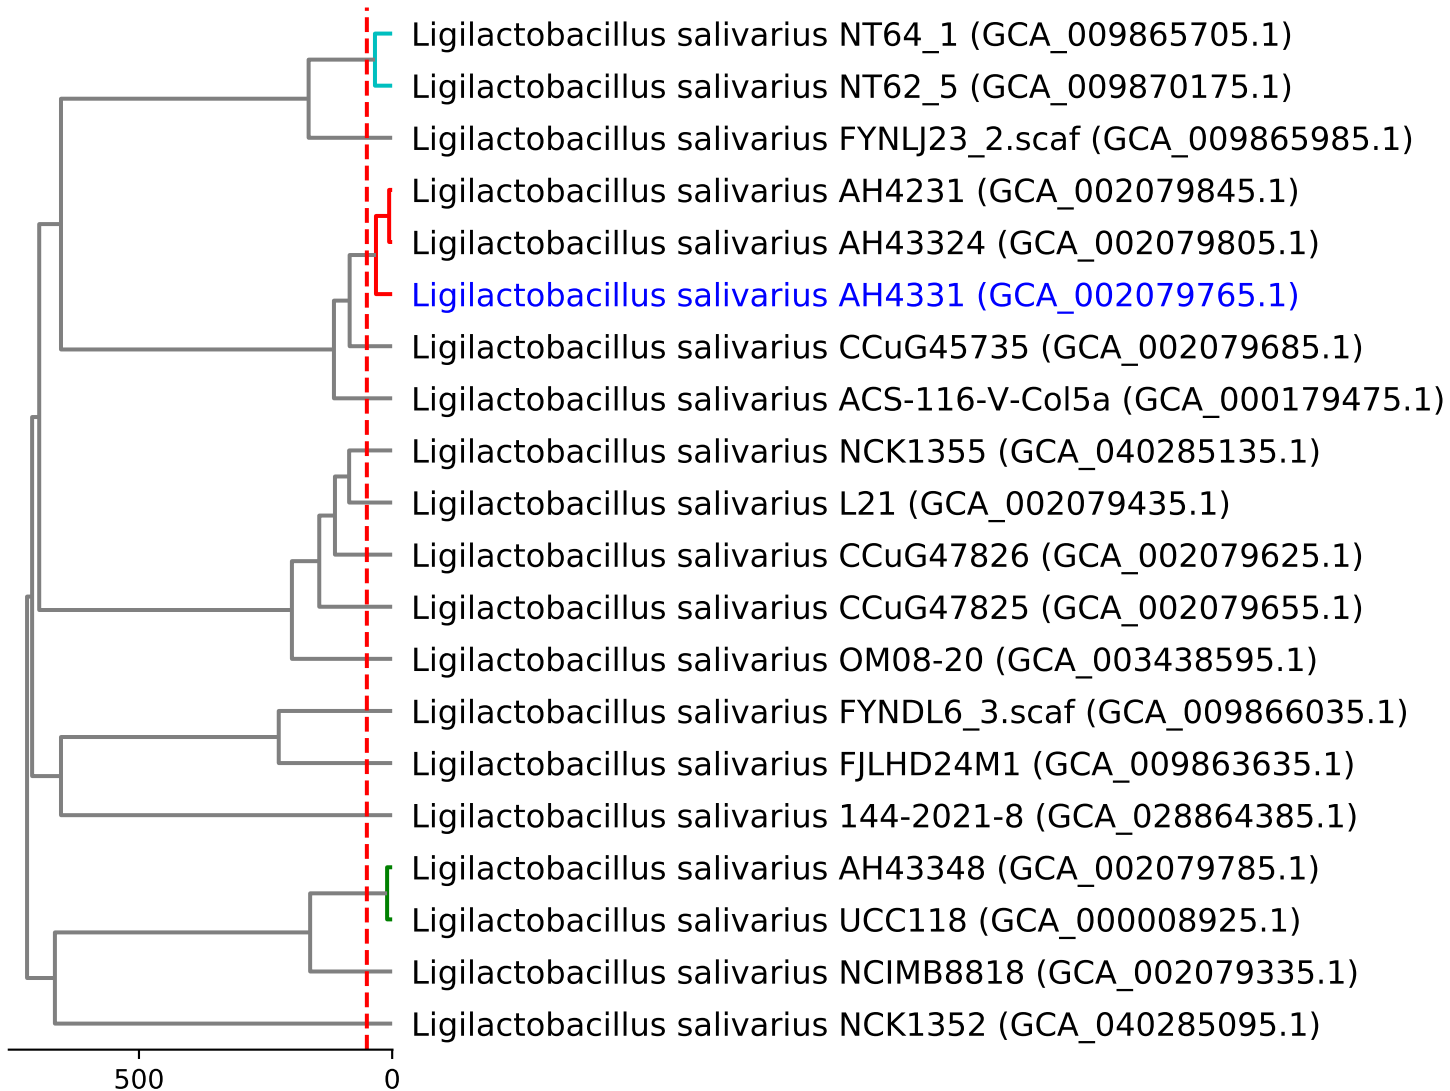 Ligilactobacillus salivarius NT64_1 (GCA_009865705.1)
Ligilactobacillus salivarius NT62_5 (GCA_009870175.1)
Ligilactobacillus salivarius FYNLJ23_2.scaf (GCA_009865985.1)
Ligilactobacillus salivarius AH4231 (GCA_002079845.1)
Ligilactobacillus salivarius AH43324 (GCA_002079805.1)
Ligilactobacillus salivarius AH4331 (GCA_002079765.1)
Ligilactobacillus salivarius CCuG45735 (GCA_002079685.1)
Ligilactobacillus salivarius ACS-116-V-Col5a (GCA_000179475.1)
Ligilactobacillus salivarius NCK1355 (GCA_040285135.1)
Ligilactobacillus salivarius L21 (GCA_002079435.1)
Ligilactobacillus salivarius CCuG47826 (GCA_002079625.1)
Ligilactobacillus salivarius CCuG47825 (GCA_002079655.1)
Ligilactobacillus salivarius OM08-20 (GCA_003438595.1)
Ligilactobacillus salivarius FYNDL6_3.scaf (GCA_009866035.1)
Ligilactobacillus salivarius FJLHD24M1 (GCA_009863635.1)
Ligilactobacillus salivarius 144-2021-8 (GCA_028864385.1)
Ligilactobacillus salivarius AH43348 (GCA_002079785.1)
Ligilactobacillus salivarius UCC118 (GCA_000008925.1)
Ligilactobacillus salivarius NCIMB8818 (GCA_002079335.1)
Ligilactobacillus salivarius NCK1352 (GCA_040285095.1)
500 0